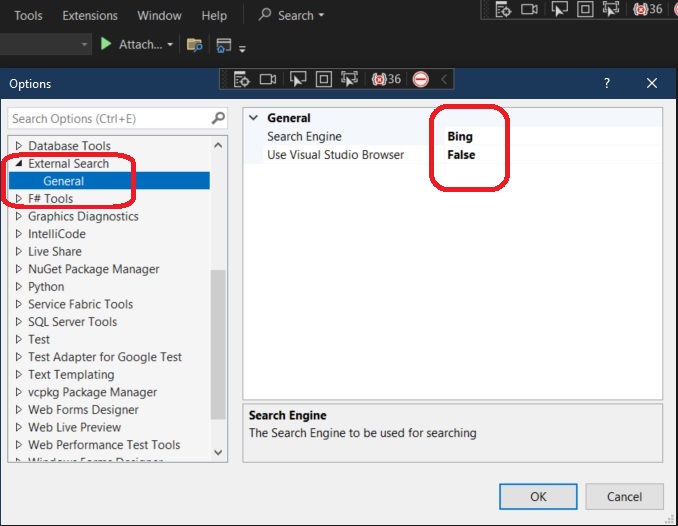 Tools Extensions Window Help Search
36
Attach...
36
Options
?
Search Options (Ctrl+E)
Database Tools
External Search
General
F# Tools
Graphics Diagnostics
IntelliCode
Live Share
NuGet Package Manager
Python
Service Fabric Tools
SQL Server Tools
Test
Test Adapter for Google Test
Text Templating
vcpkg Package Manager
Web Forms Designer
Web Live Preview
Web Performance Test Tools
Windows Forms Designer
General
Search Engine Bing
Use Visual Studio Browser False
Search Engine
The Search Engine to be used for searching
OK Cancel